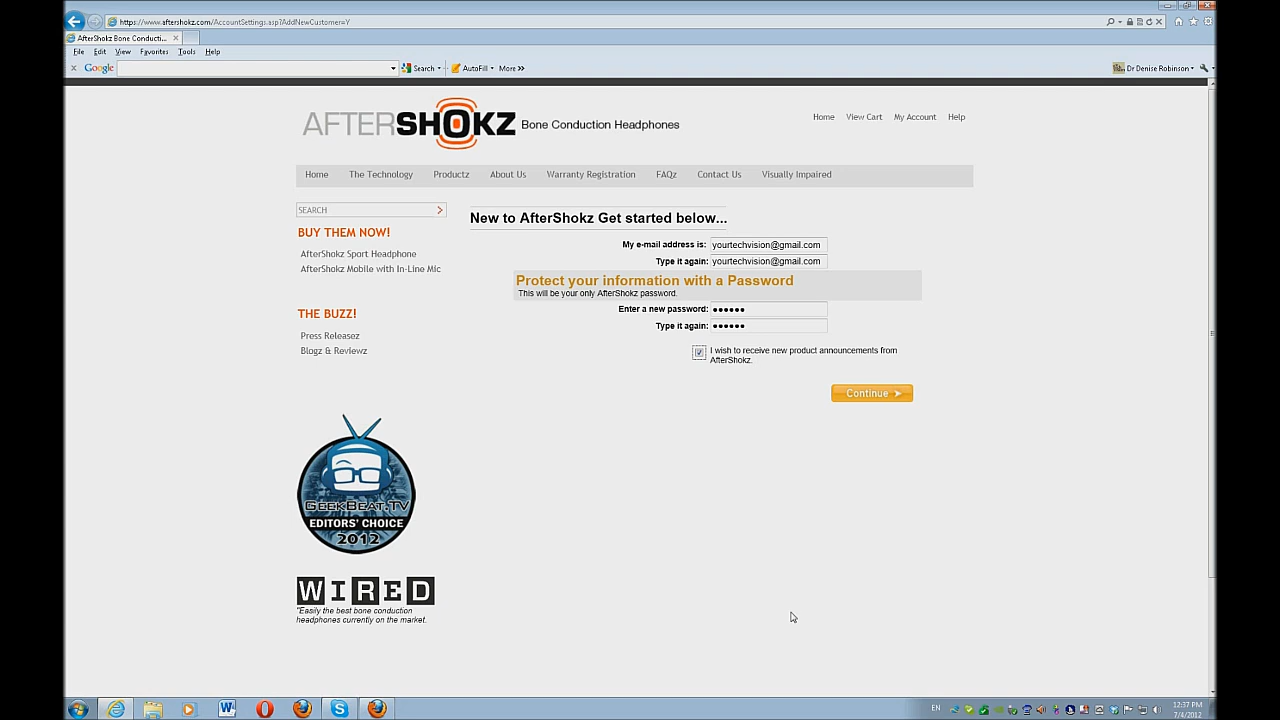 https://www.aftershokz.com/AccountSettings.asp?AddNewCustomer=Y
AfterShokz Bone Conducti...
File Edit View Favorites Tools Help
Google Search AutoFill More
Dr Denise Robinson
AFTERSHOKZ Bone Conduction Headphones
Home View Cart My Account Help
Home The Technology Productz About Us Warranty Registration FAQz Contact Us Visually Impaired
SEARCH
BUY THEM NOW!
AfterShokz Sport Headphone
AfterShokz Mobile with In-Line Mic
THE BUZZ!
Press Releasez
Blogz & Reviewz
GEEKBEAT.TV
EDITORS' CHOICE
2012
WIRED
"Easily the best bone conduction
headphones currently on the market.
New to AfterShokz Get started below...
My e-mail address is: yourtechvision@gmail.com
Type it again: yourtechvision@gmail.com
Protect your information with a Password
This will be your only AfterShokz password.
Enter a new password: ●●●●●●
Type it again: ●●●●●●
I wish to receive new product announcements from
AfterShokz.
Continue
EN
12:37 PM
7/4/2012